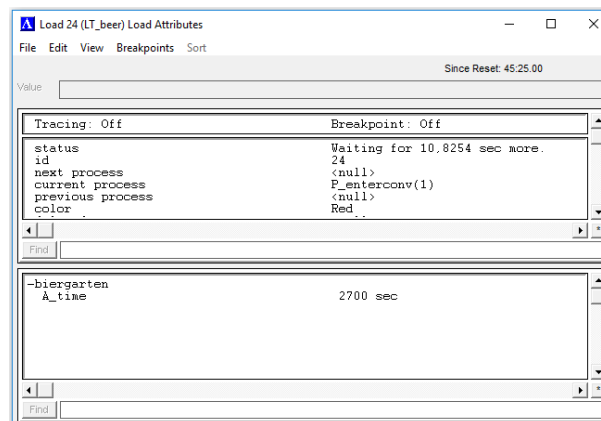 Load 24 (LT_beer) Load Attributes
File Edit View Breakpoints Sort
Since Reset: 45:25.00
Value
Tracing: Off Breakpoint: Off
status Waiting for 10,8254 sec more.
id 24
next process <null>
current process P_enterconv(1)
previous process <null>
color Red
Find
-biergarten
A_time 2700 sec
Find